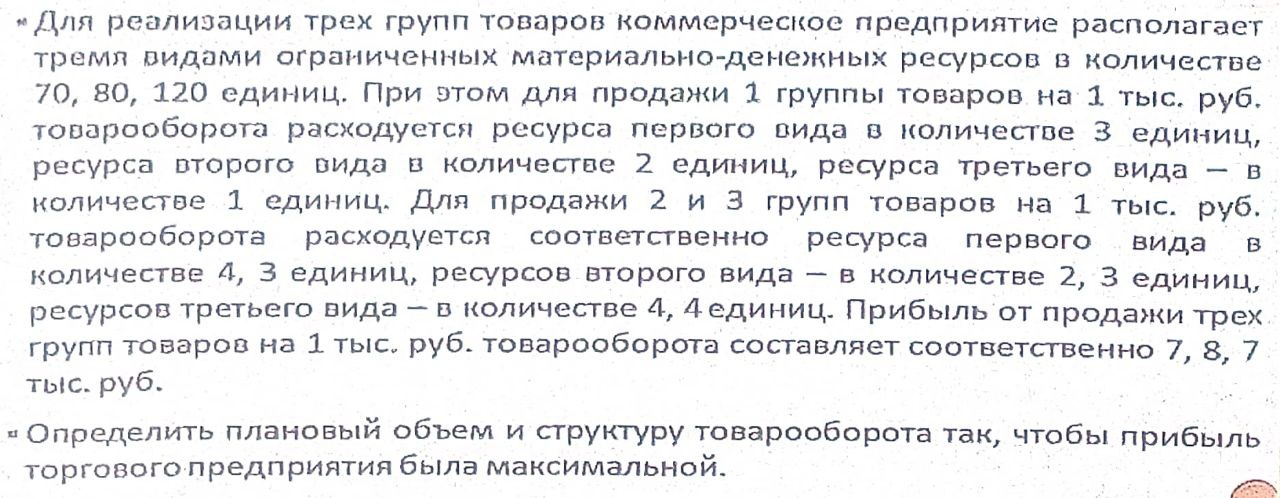 Для реализации трех групп товаров коммерческое предприятие располагает
тремя видами ограниченных материально-денежных ресурсов в количестве
70, 80, 120 единиц. При этом для продажи 1 группы товаров на 1 тыс. руб.
товарооборота расходуется ресурса первого вида в количестве 3 единиц,
ресурса второго вида в количестве 2 единиц, ресурса третьего вида – в
количестве 1 единиц. Для продажи 2 и 3 групп товаров на 1 тыс. руб.
товарооборота расходуется соответственно ресурса первого вида в
количестве 4, 3 единиц, ресурсов второго вида – в количестве 2, 3 единиц,
ресурсов третьего вида – в количестве 4, 4 единиц. Прибыль от продажи трех
групп товаров на 1 тыс. руб. товарооборота составляет соответственно 7, 8, 7
тыс. руб.
Определить плановый объем и структуру товарооборота так, чтобы прибыль
торгового предприятия была максимальной.